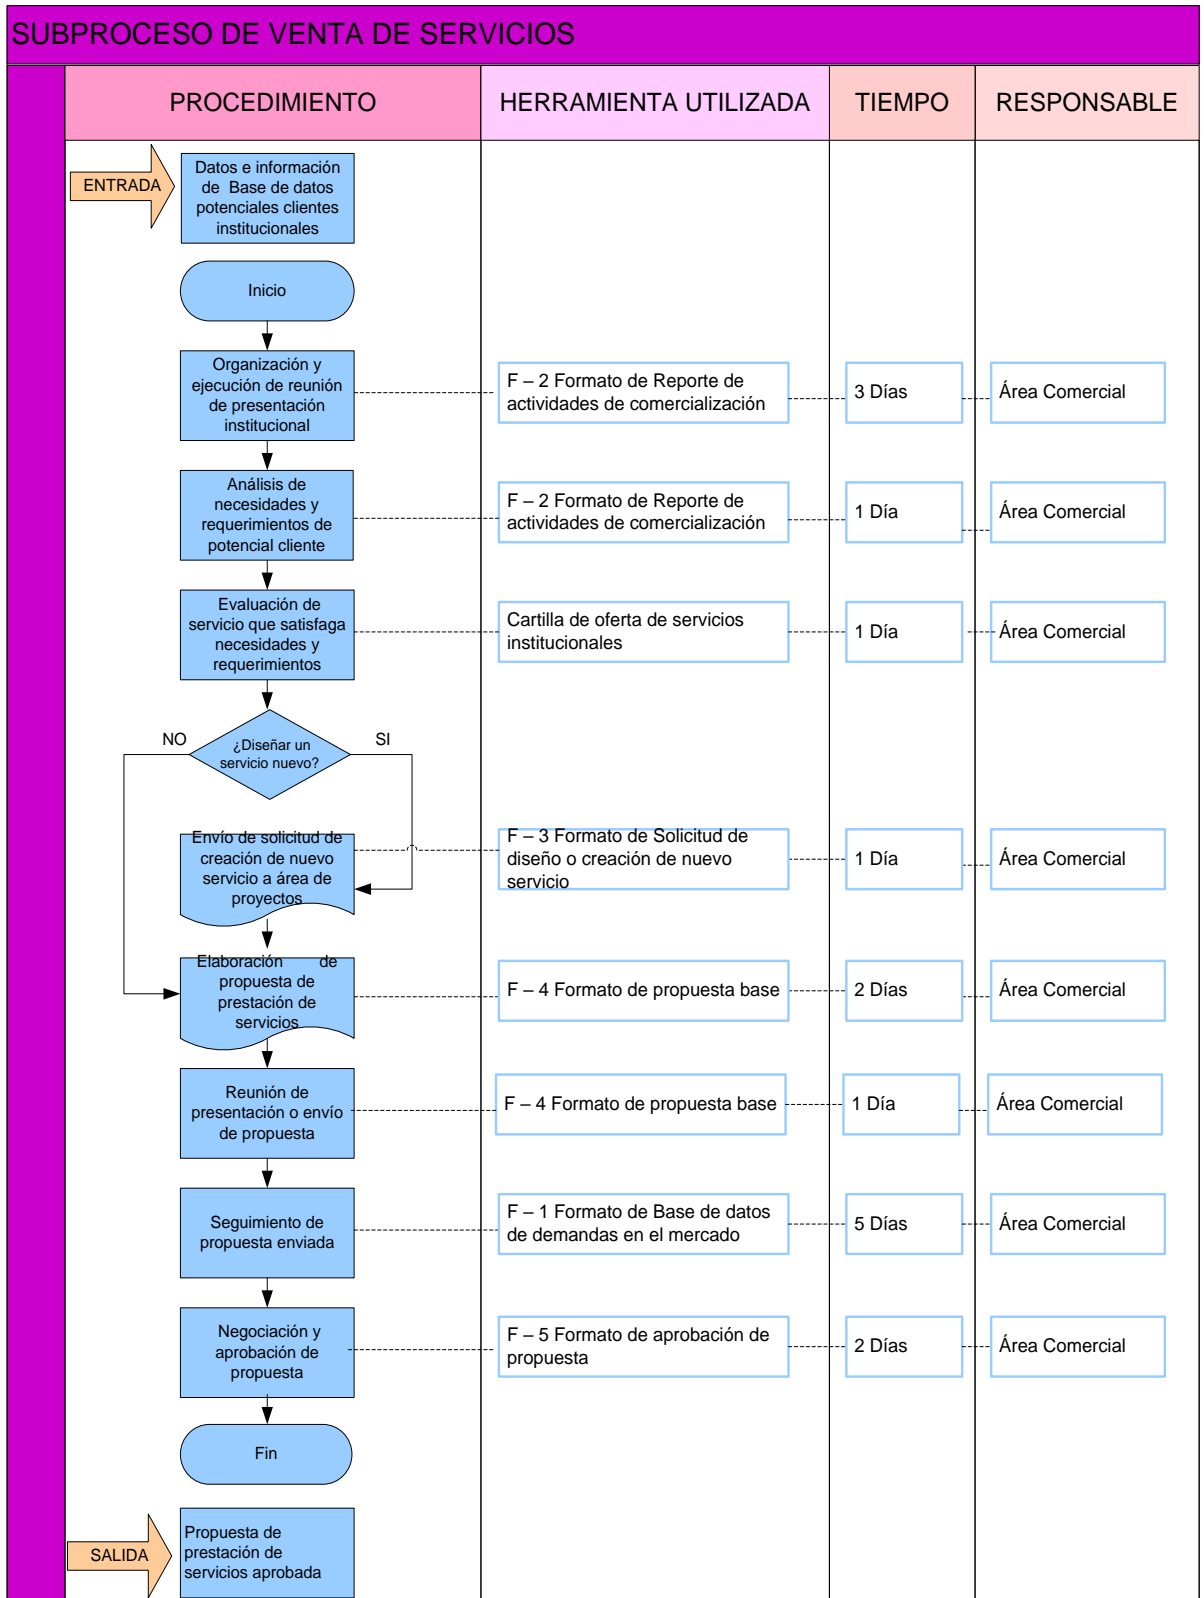 SUBPROCESO DE VENTA DE SERVICIOS
PROCEDIMIENTO
HERRAMIENTA UTILIZADA
TIEMPO
RESPONSABLE
ENTRADA
Datos e información
de Base de datos
potenciales clientes
institucionales
Inicio
Organización y
ejecución de reunión
de presentación
institucional
F – 2 Formato de Reporte de
actividades de comercialización
3 Días
Área Comercial
Análisis de
necesidades y
requerimientos de
potencial cliente
F – 2 Formato de Reporte de
actividades de comercialización
1 Día
Área Comercial
Evaluación de
servicio que satisfaga
necesidades y
requerimientos
Cartilla de oferta de servicios
institucionales
1 Día
Área Comercial
NO
¿Diseñar un
servicio nuevo?
SI
Envío de solicitud de
creación de nuevo
servicio a área de
proyectos
F – 3 Formato de Solicitud de
diseño o creación de nuevo
servicio
1 Día
Área Comercial
Elaboración de
propuesta de
prestación de
servicios
F – 4 Formato de propuesta base
2 Días
Área Comercial
Reunión de
presentación o envío
de propuesta
F – 4 Formato de propuesta base
1 Día
Área Comercial
Seguimiento de
propuesta enviada
F – 1 Formato de Base de datos
de demandas en el mercado
5 Días
Área Comercial
Negociación y
aprobación de
propuesta
F – 5 Formato de aprobación de
propuesta
2 Días
Área Comercial
Fin
SALIDA
Propuesta de
prestación de
servicios aprobada